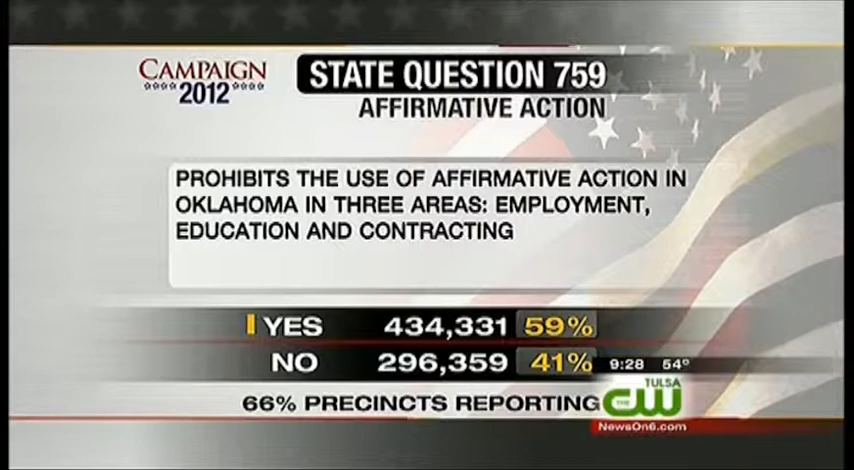 CAMPAIGN
2012
STATE QUESTION 759
AFFIRMATIVE ACTION
PROHIBITS THE USE OF AFFIRMATIVE ACTION IN
OKLAHOMA IN THREE AREAS: EMPLOYMENT,
EDUCATION AND CONTRACTING
YES 434,331 59%
NO 296,359 41%
9:28 54º
66% PRECINCTS REPORTING
TULSA
THE CW
NewsOn6.com